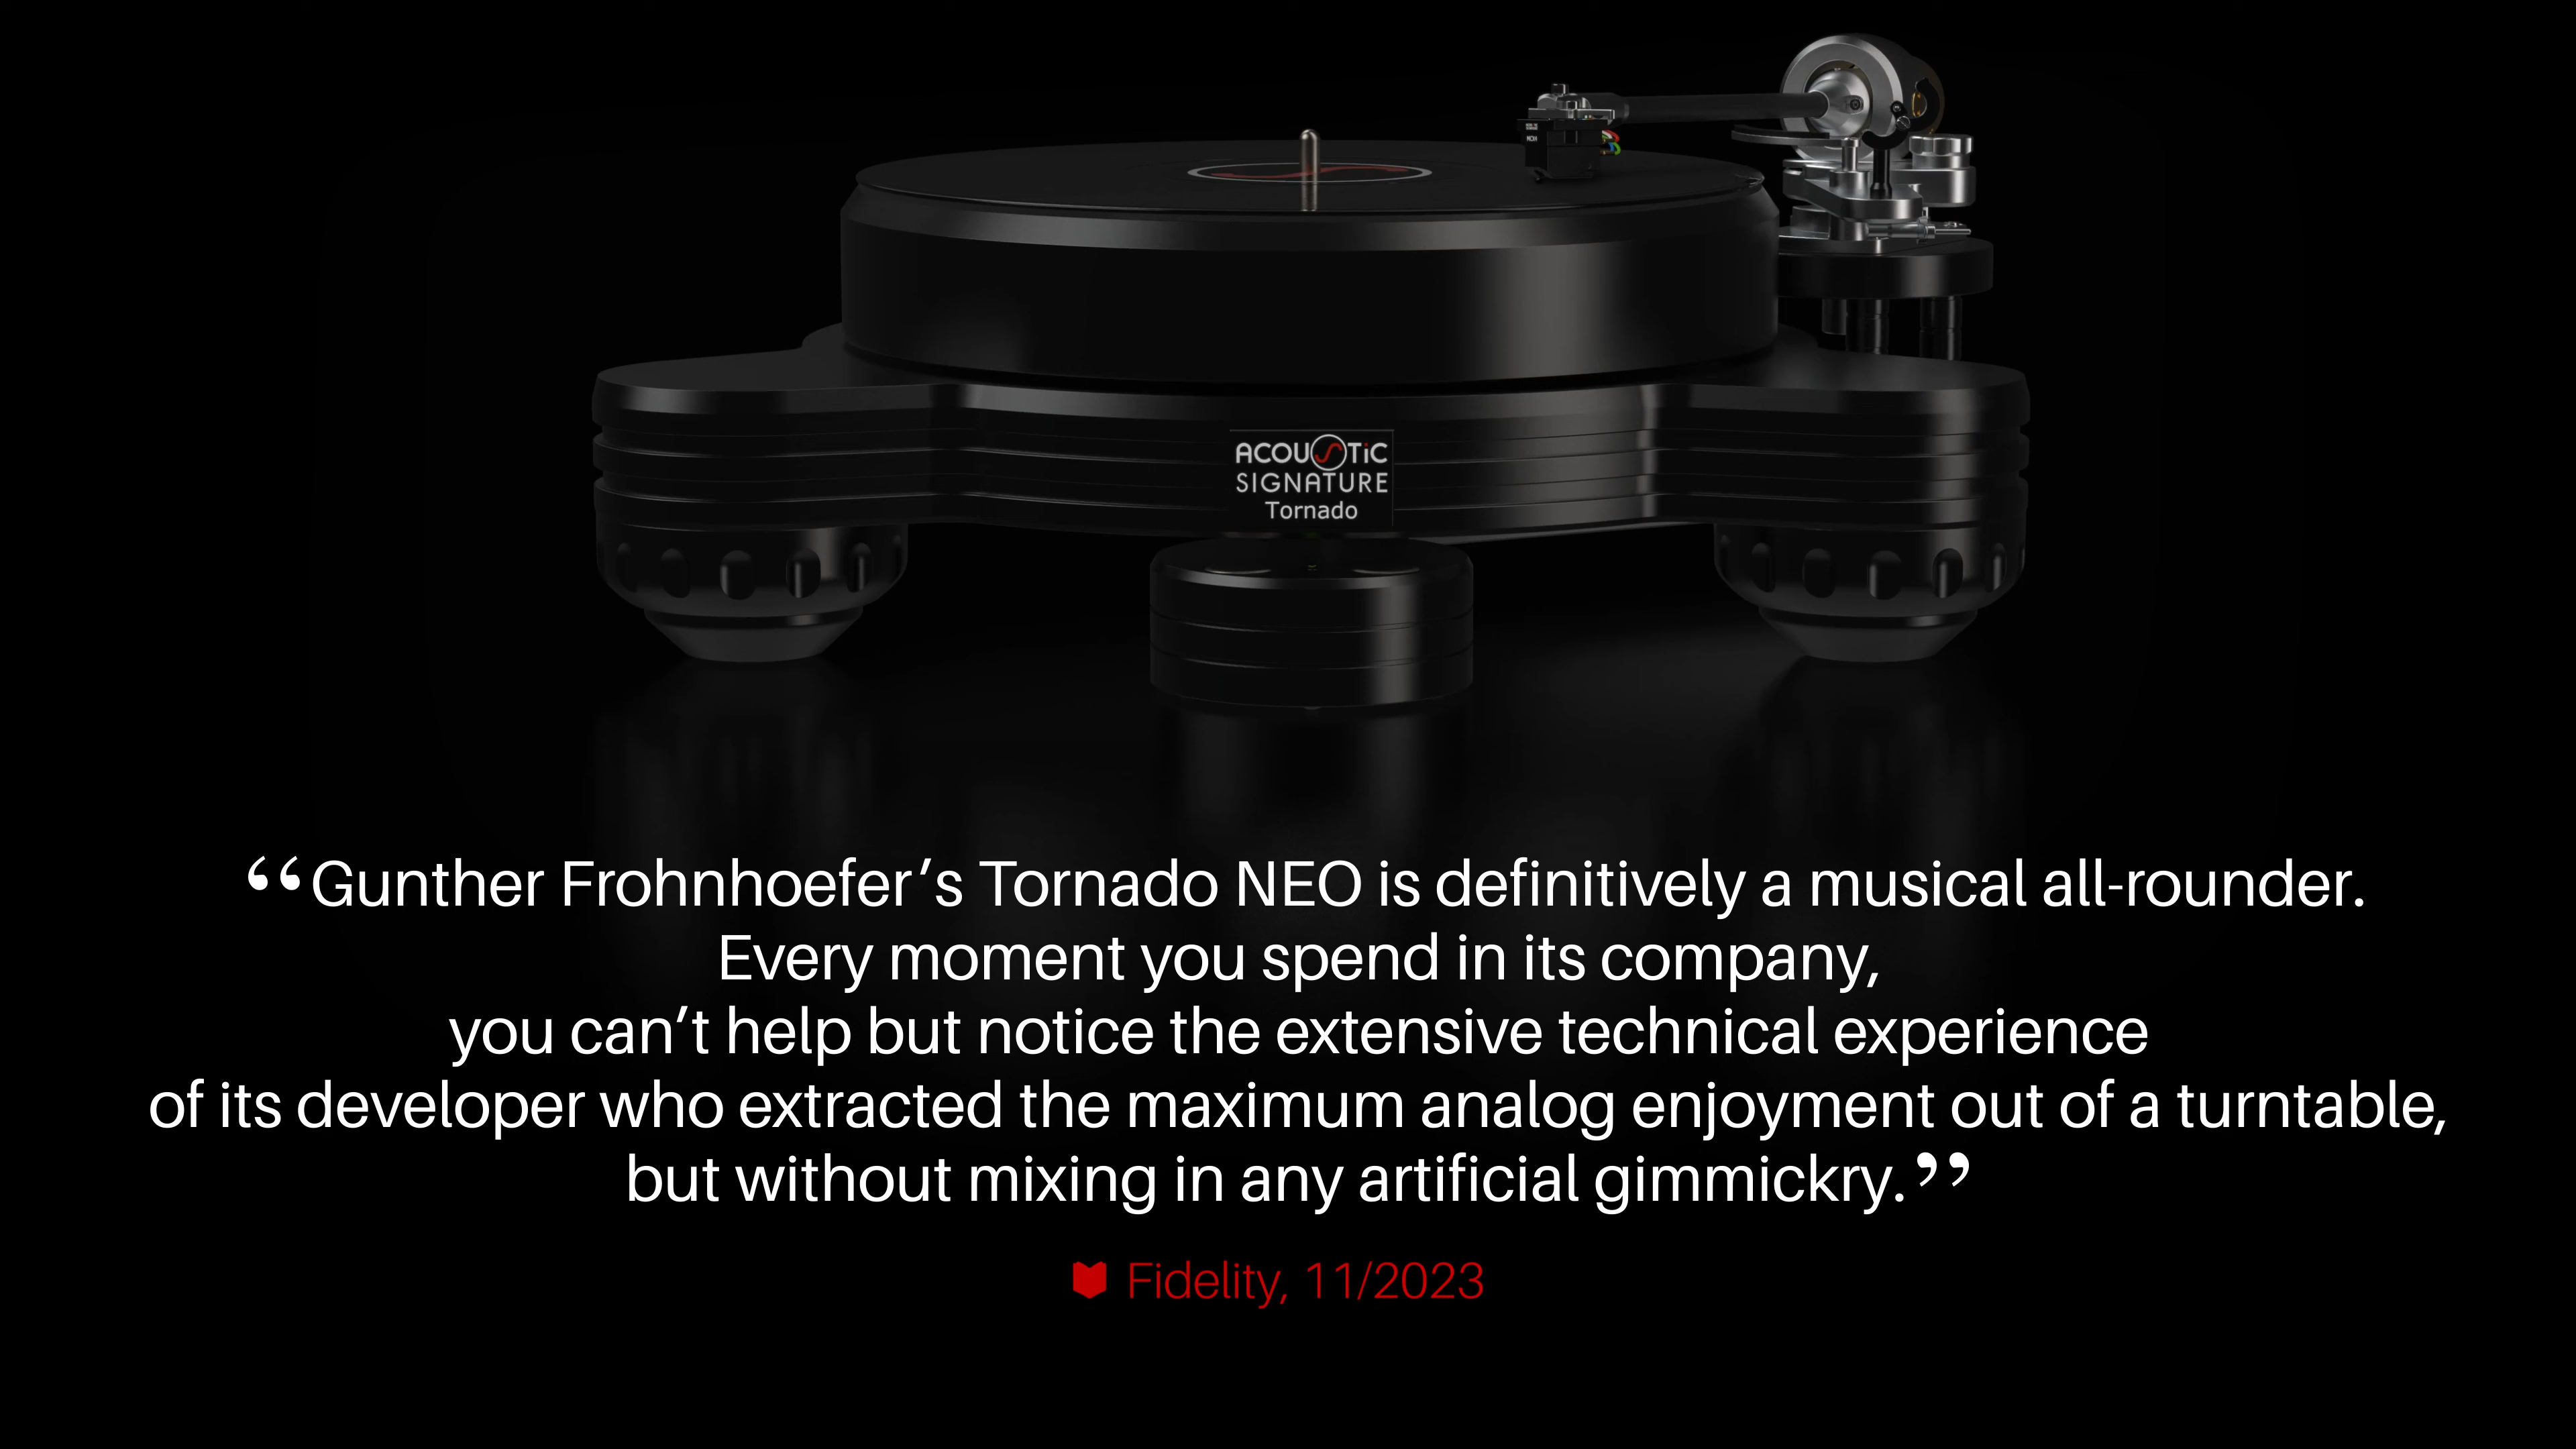 ACOUSTiC
SIGNATURE
Tornado
“Gunther Frohnhoefer’s Tornado NEO is definitively a musical all-rounder.
Every moment you spend in its company,
you can’t help but notice the extensive technical experience
of its developer who extracted the maximum analog enjoyment out of a turntable,
but without mixing in any artificial gimmickry.”
Fidelity, 11/2023